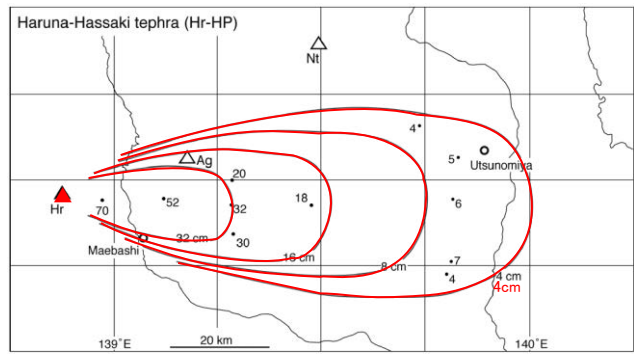 Haruna-Hassaki tephra (Hr-HP)
Nt
4
5
Utsunomiya
Ag
20
52
70
Hr
32
18
6
Maebashi
32 cm
30
16 cm
8 cm
7
4
4 cm
4cm
139°E
20 km
140°E